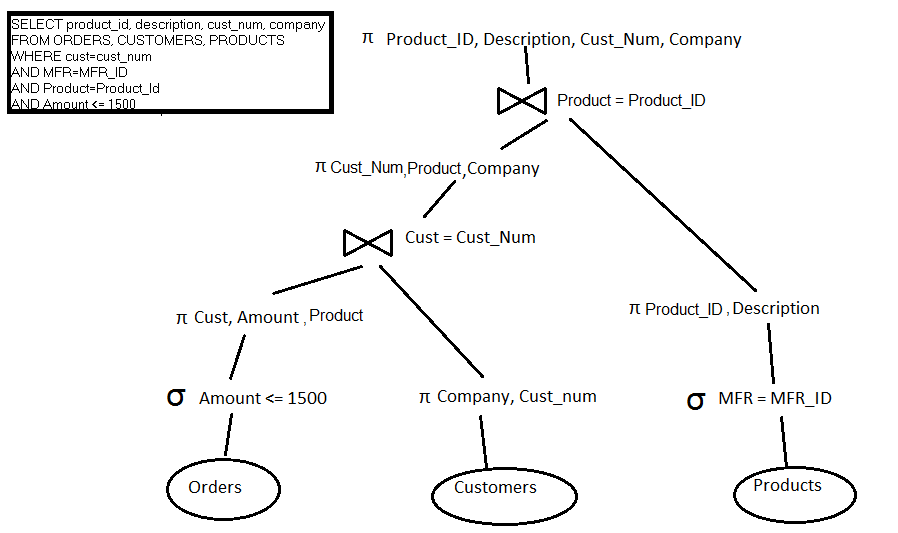 SELECT product_id, description, cust_num, company
FROM ORDERS, CUSTOMERS, PRODUCTS
WHERE cust=cust_num
AND MFR=MFR_ID
AND Product=Product_Id
AND Amount <= 1500
π Product_ID, Description, Cust_Num, Company
Product = Product_ID
π Cust_Num,Product,Company
Cust = Cust_Num
π Cust, Amount , Product
π Product_ID , Description
σ Amount <= 1500
π Company, Cust_num
σ MFR = MFR_ID
Orders
Customers
Products